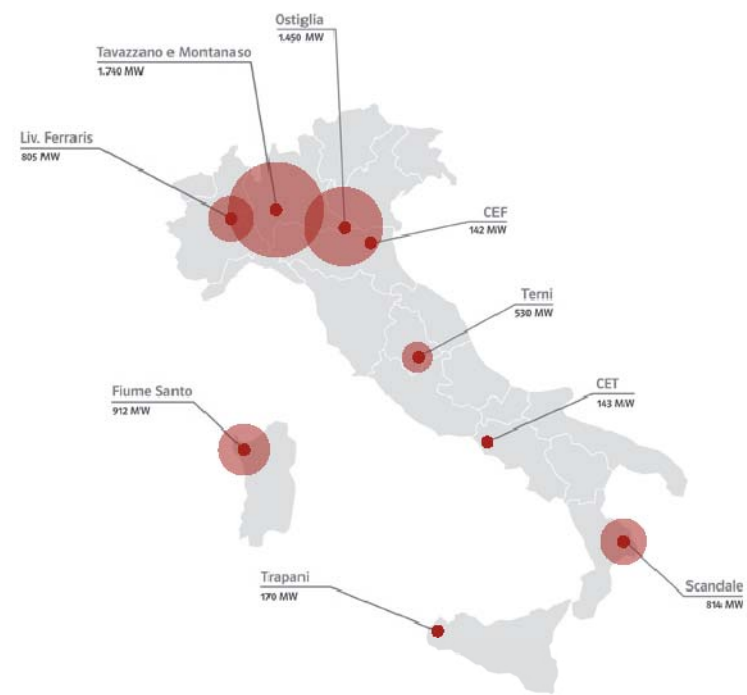 Ostiglia
1.450 MW
Tavazzano e Montanaso
1.740 MW
Liv. Ferraris
805 MW
CEF
142 MW
Terni
530 MW
CET
143 MW
Fiume Santo
912 MW
Trapani
170 MW
Scandale
814 MW